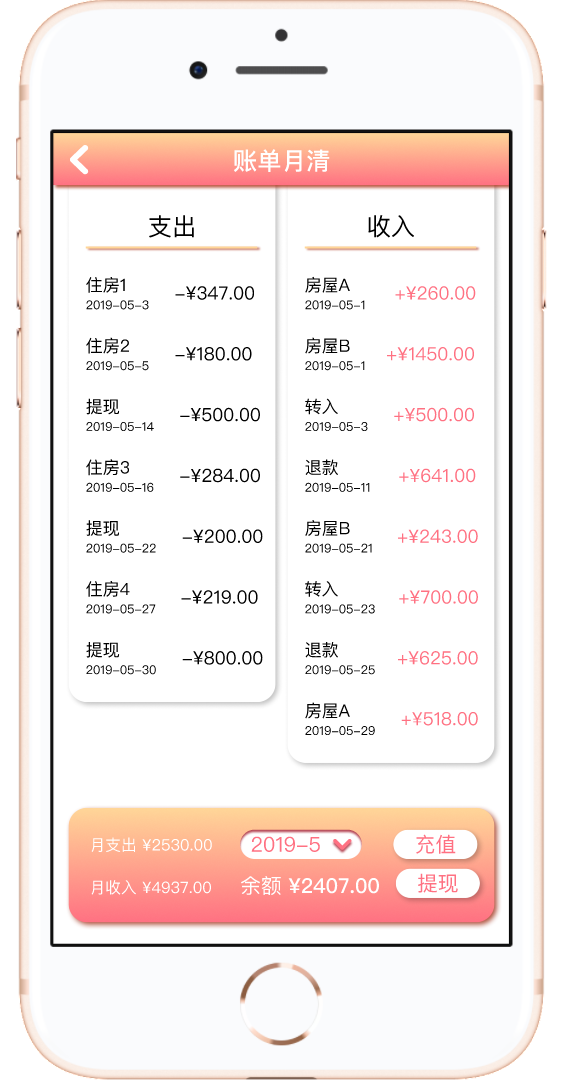 账单月清
支出
住房1
2019-05-3
-¥347.00
住房2
2019-05-5
-¥180.00
提现
2019-05-14
-¥500.00
住房3
2019-05-16
-¥284.00
提现
2019-05-22
-¥200.00
住房4
2019-05-27
-¥219.00
提现
2019-05-30
-¥800.00
收入
房屋A
2019-05-1
+¥260.00
房屋B
2019-05-1
+¥1450.00
转入
2019-05-3
+¥500.00
退款
2019-05-11
+¥641.00
房屋B
2019-05-21
+¥243.00
转入
2019-05-23
+¥700.00
退款
2019-05-25
+¥625.00
房屋A
2019-05-29
+¥518.00
月支出 ¥2530.00
2019-5
充值
月收入 ¥4937.00
余额 ¥2407.00
提现